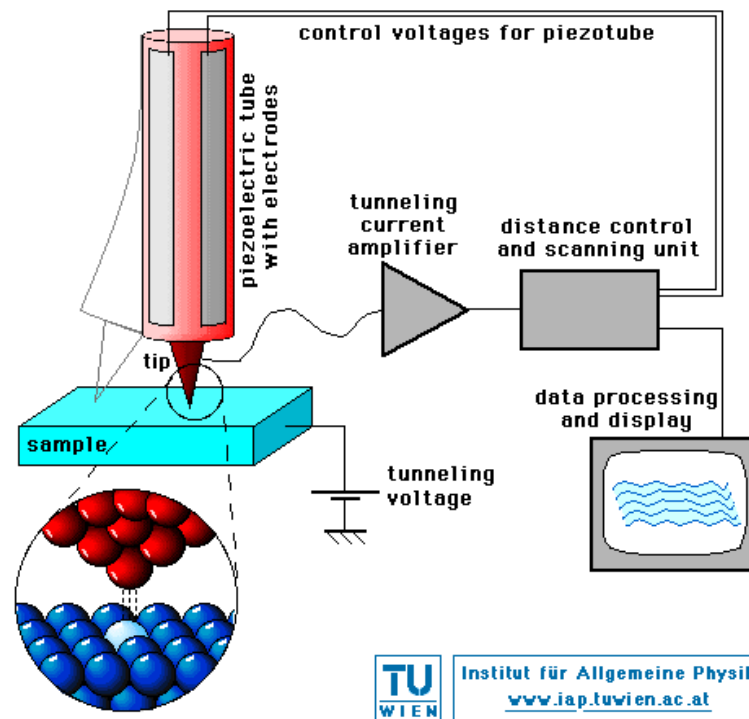 control voltages for piezotube
piezoelectric tube
with electrodes
tunneling
current
amplifier
distance control
and scanning unit
tip
sample
data processing
and display
tunneling
voltage
TU
WIEN
Institut für Allgemeine Physik
www.iap.tuwien.ac.at